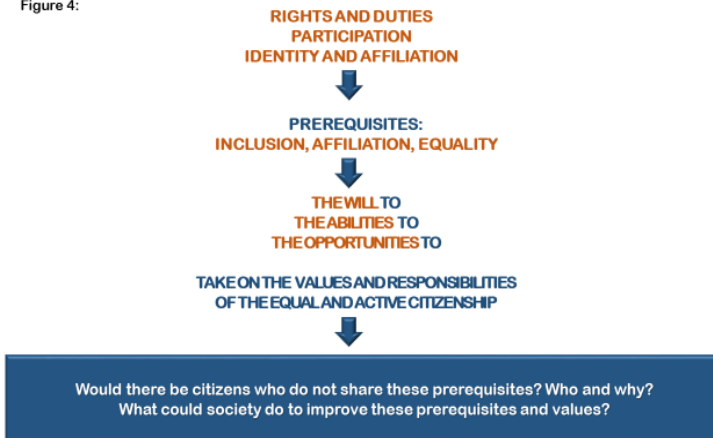 Figure 4:
RIGHTS AND DUTIES
PARTICIPATION
IDENTITY AND AFFILIATION
PREREQUISITES:
INCLUSION, AFFILIATION, EQUALITY
THE WILL TO
THE ABILITIES TO
THE OPPORTUNITIES TO
TAKE ON THE VALUES AND RESPONSIBILITIES
OF THE EQUAL AND ACTIVE CITIZENSHIP
Would there be citizens who do not share these prerequisites? Who and why?
What could society do to improve these prerequisites and values?